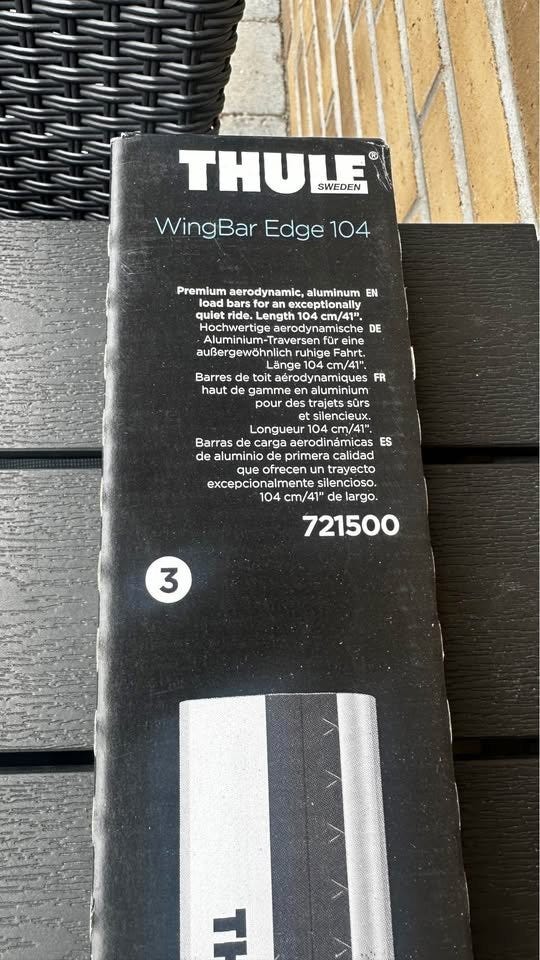 THULE®
SWEDEN
WingBar Edge 104
Premium aerodynamic, aluminum EN
load bars for an exceptionally
quiet ride. Length 104 cm/41".
Hochwertige aerodynamische DE
Aluminium-Traversen für eine
außergewöhnlich ruhige Fahrt.
Länge 104 cm/41".
Barres de toit aérodynamiques FR
haut de gamme en aluminium
pour des trajets sûrs
et silencieux.
Longueur 104 cm/41".
Barras de carga aerodinámicas ES
de aluminio de primera calidad
que ofrecen un trayecto
excepcionalmente silencioso.
104 cm/41" de largo.
721500
3
TH